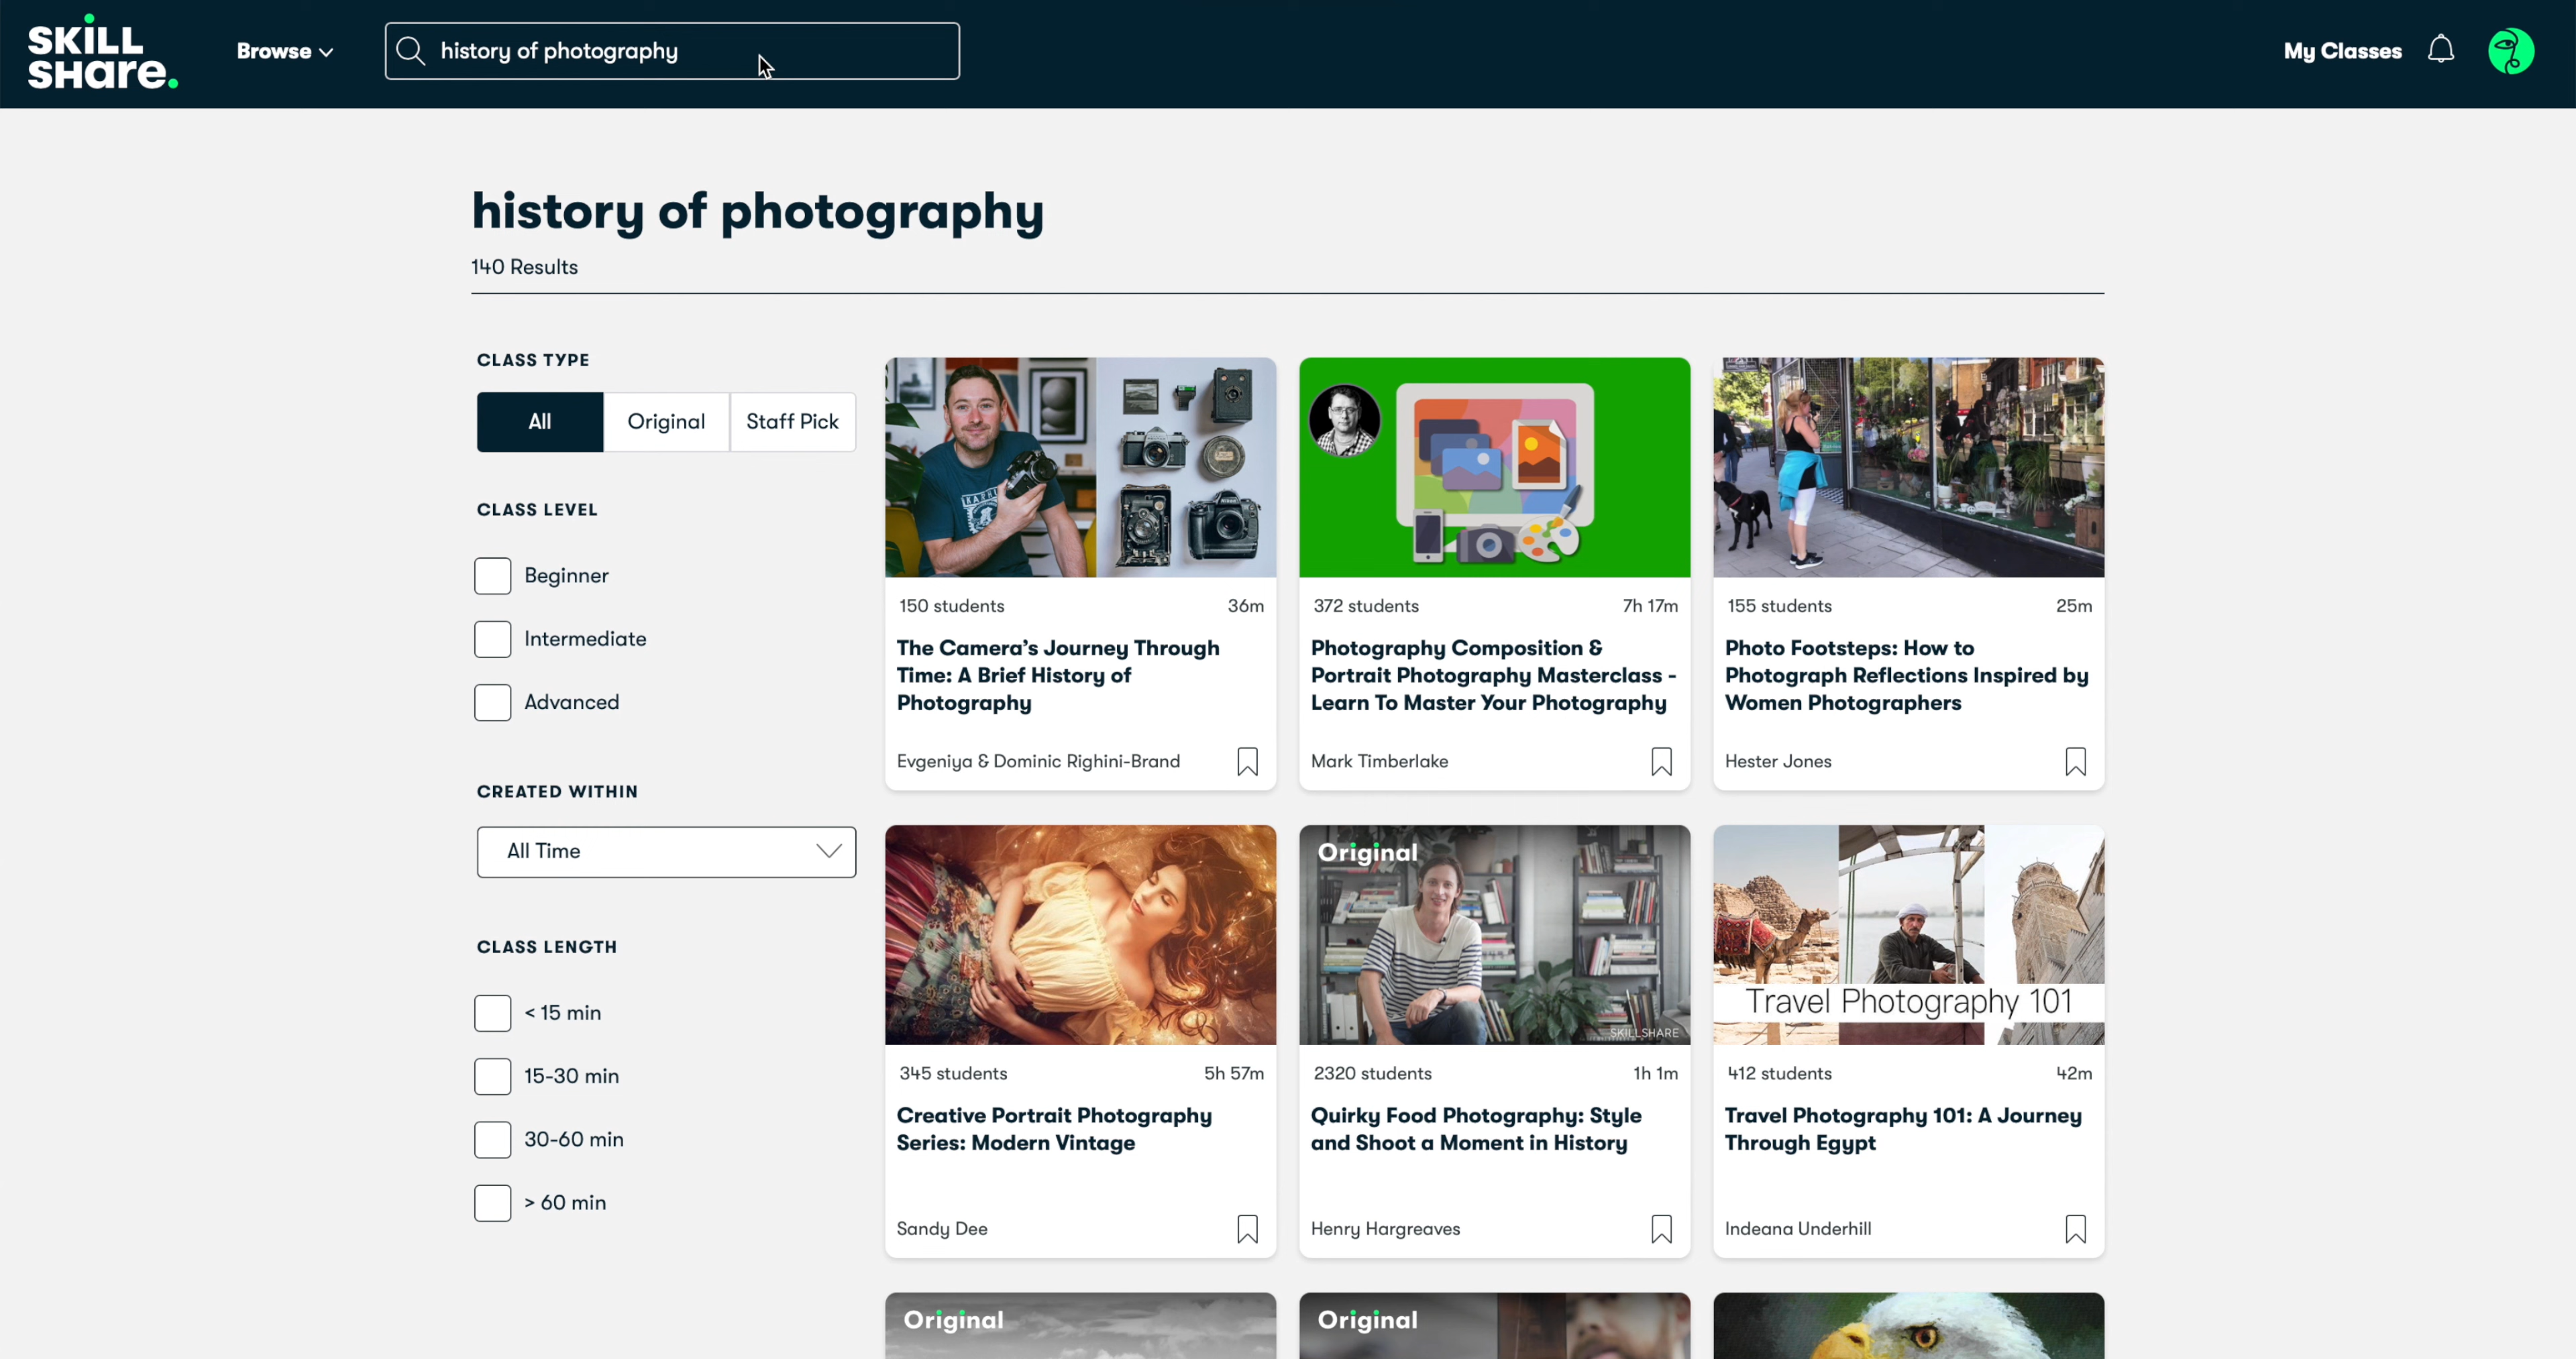 SKILL
SHare.
Browse
history of photography
My Classes
history of photography
140 Results
CLASS TYPE
All
Original
Staff Pick
CLASS LEVEL
Beginner
Intermediate
Advanced
CREATED WITHIN
All Time
CLASS LENGTH
< 15 min
15-30 min
30-60 min
> 60 min
150 students
36m
The Camera’s Journey Through
Time: A Brief History of
Photography
Evgeniya & Dominic Righini-Brand
372 students
7h 17m
Photography Composition &
Portrait Photography Masterclass -
Learn To Master Your Photography
Mark Timberlake
155 students
25m
Photo Footsteps: How to
Photograph Reflections Inspired by
Women Photographers
Hester Jones
345 students
5h 57m
Creative Portrait Photography
Series: Modern Vintage
Sandy Dee
Original
SKILLSHARE
2320 students
1h 1m
Quirky Food Photography: Style
and Shoot a Moment in History
Henry Hargreaves
Travel Photography 101
412 students
42m
Travel Photography 101: A Journey
Through Egypt
Indeana Underhill
Original
Original